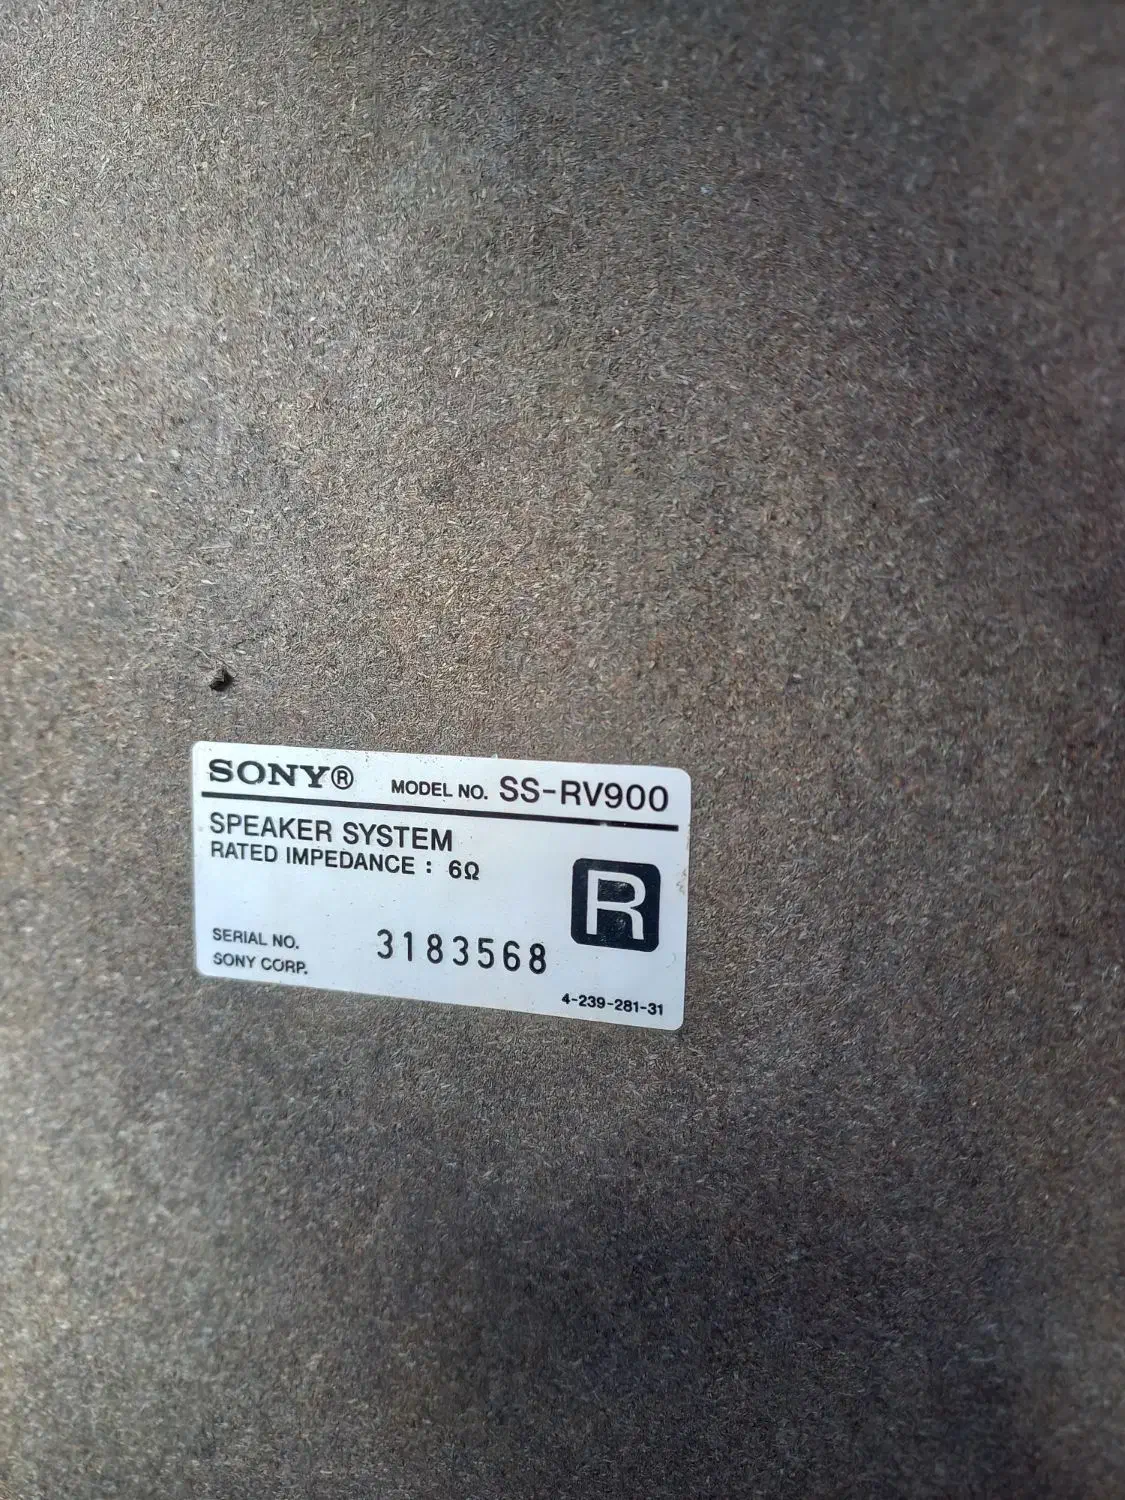 SONY® MODEL NO. SS-RV900
SPEAKER SYSTEM
RATED IMPEDANCE : 6Ω
R
SERIAL NO. 3183568
SONY CORP.
4-239-281-31